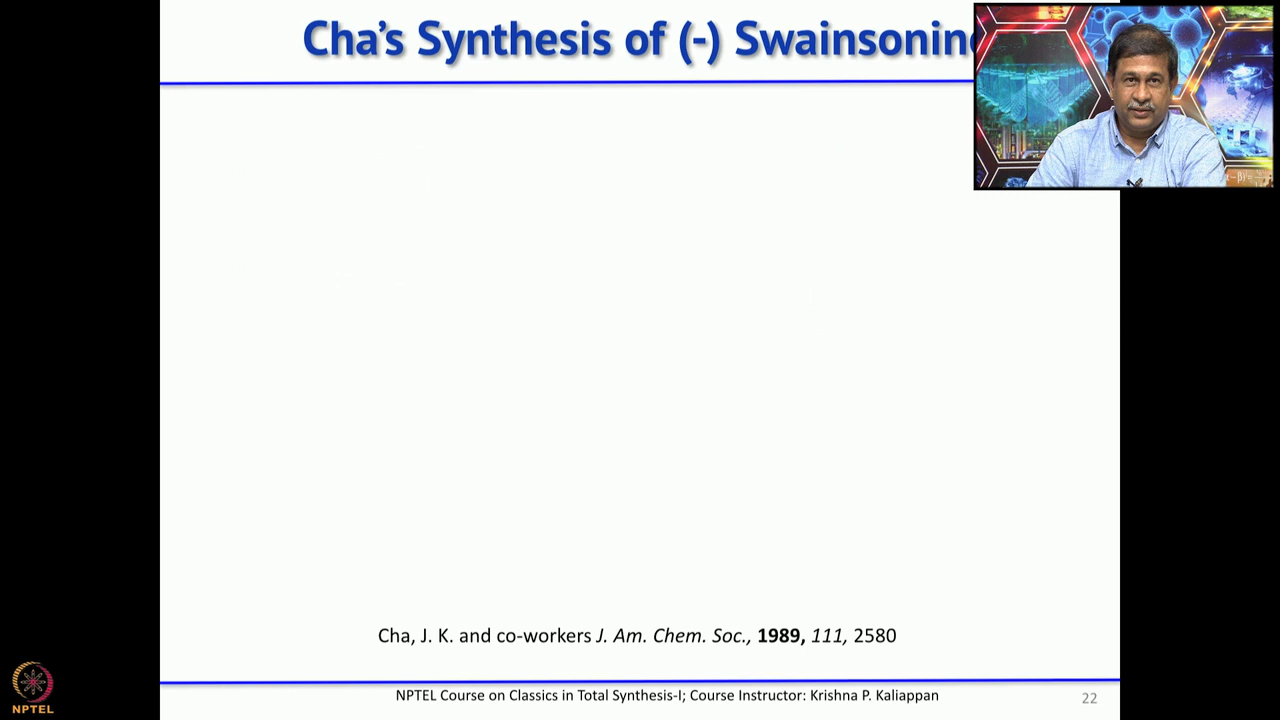 Cha's Synthesis of (-) Swainsonin
Cha, J. K. and co-workers J. Am. Chem. Soc., 1989, 111, 2580
NPTEL Course on Classics in Total Synthesis-I; Course Instructor: Krishna P. Kaliappan
22
NPTEL